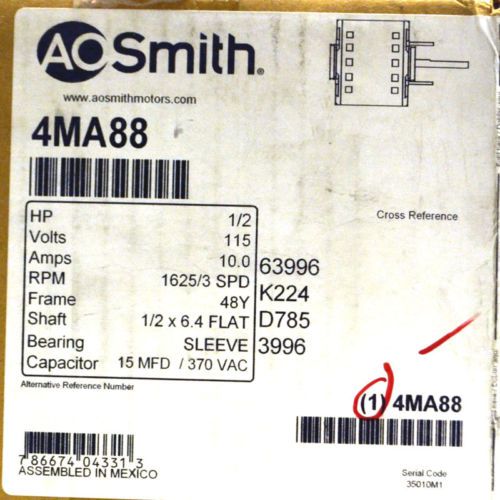 AO Smith®
www.aosmithmotors.com
4MA88
HP 1/2
Volts 115
Amps 10.0
RPM 1625/3 SPD
Frame 48Y
Shaft 1/2 x 6.4 FLAT
Bearing SLEEVE
Capacitor 15 MFD / 370 VAC
Cross Reference
63996
K224
D785
3996
Alternative Reference Number
(1) 4MA88
7 86674 04331 3
ASSEMBLED IN MEXICO
Serial Code
35010M1